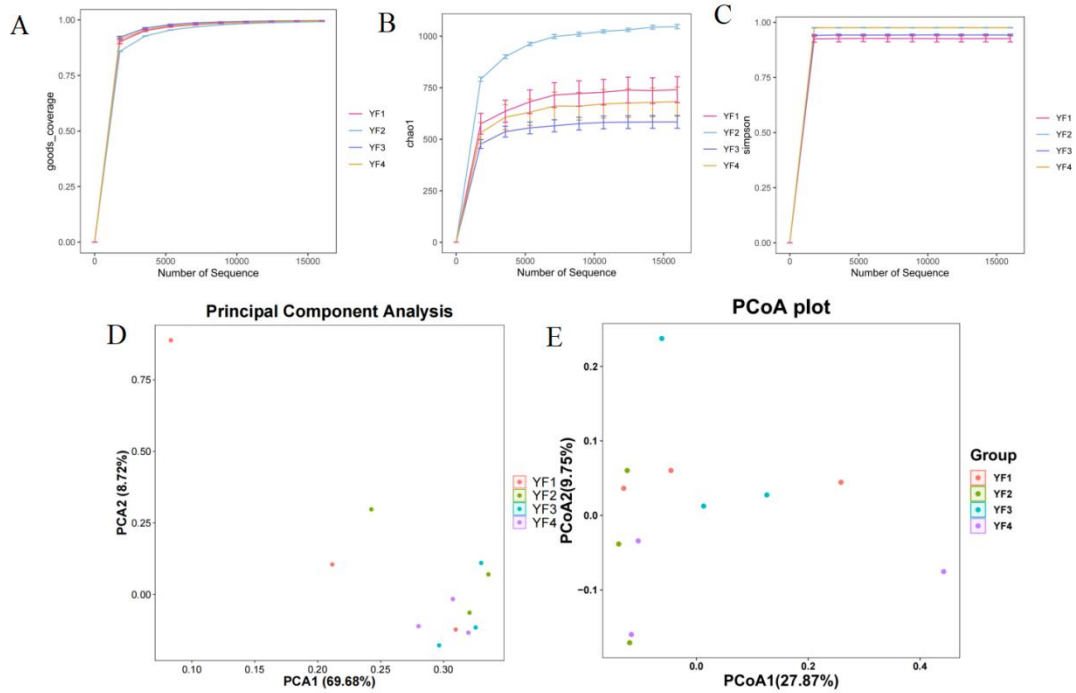 A
1.00
0.75
0.50
0.25
0.00
goods_coverage
0
5000
10000
15000
Number of Sequence
YF1
YF2
YF3
YF4
B
1000
750
500
250
0
chao1
0
5000
10000
15000
Number of Sequence
YF1
YF2
YF3
YF4
C
1.00
0.75
0.50
0.25
0.00
simpson
0
5000
10000
15000
Number of Sequence
YF1
YF2
YF3
YF4
D
Principal Component Analysis
0.75
0.50
0.25
0.00
PCA2 (8.72%)
0.10
0.20
0.30
PCA1 (69.68%)
YF1
YF2
YF3
YF4
E
PCoA plot
0.2
0.1
0.0
−0.1
PCoA2(9.75%)
0.0
0.2
0.4
PCoA1(27.87%)
Group
YF1
YF2
YF3
YF4